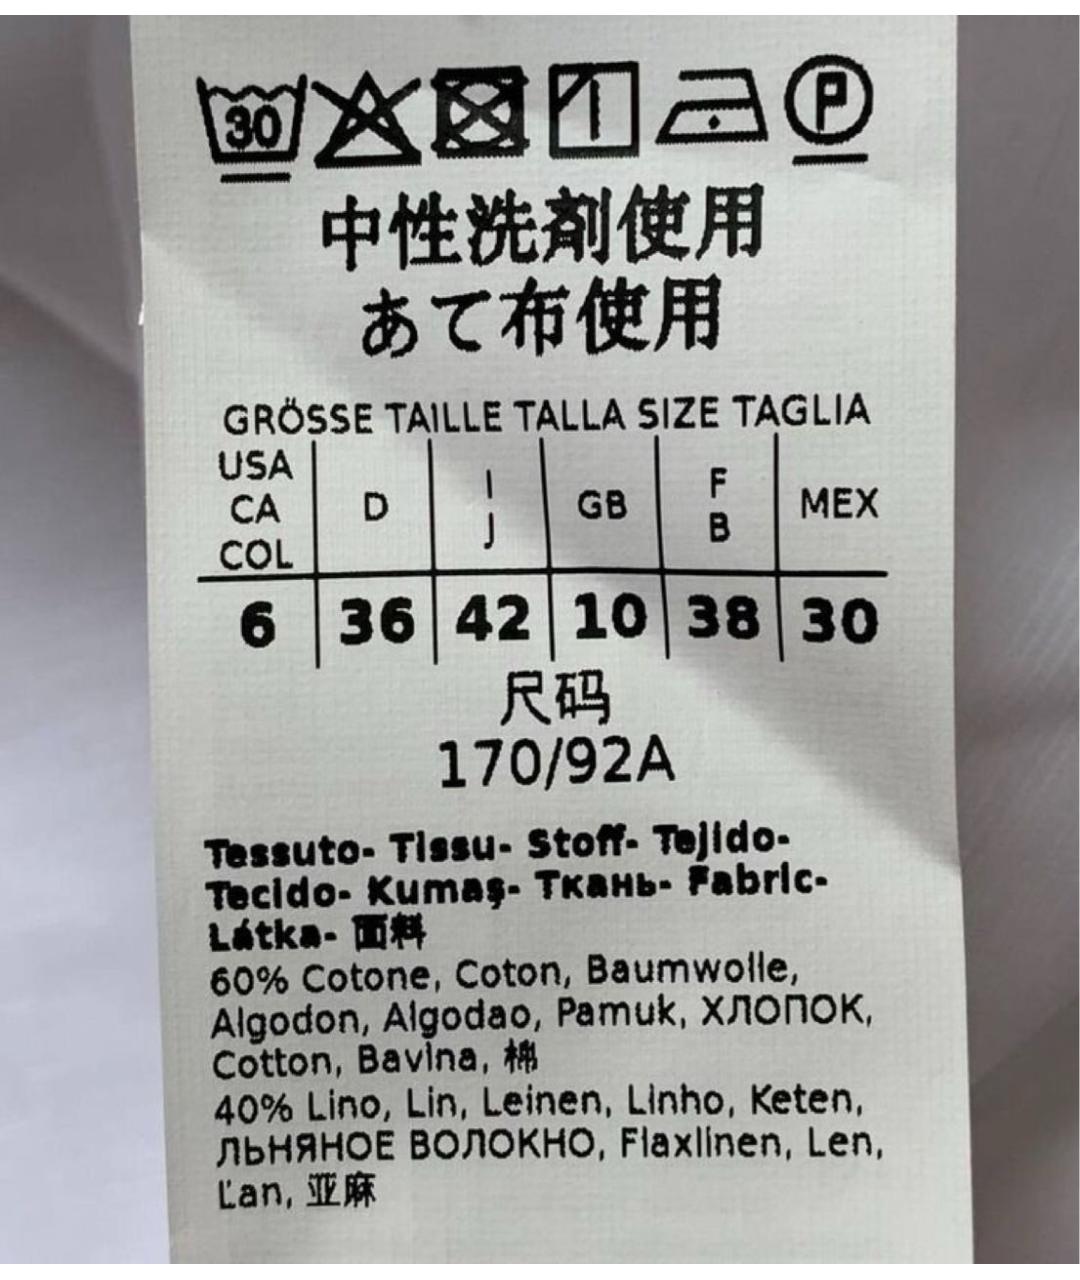 30 P
中性洗剤使用
あて布使用
GRÖSSE TAILLE TALLA SIZE TAGLIA
USA CA COL D I J GB F B MEX
6 36 42 10 38 30
尺码
170/92A
Tessuto- Tissu- Stoff- Tejido-
Tecido- Kumaş- Ткань- Fabric-
Látka- 面料
60% Cotone, Coton, Baumwolle,
Algodon, Algodao, Pamuk, ХЛОПОК,
Cotton, Bavlna, 棉
40% Lino, Lin, Leinen, Linho, Keten,
ЛЬНЯНОЕ ВОЛОКНО, Flaxlinen, Len,
Ľan, 亚麻